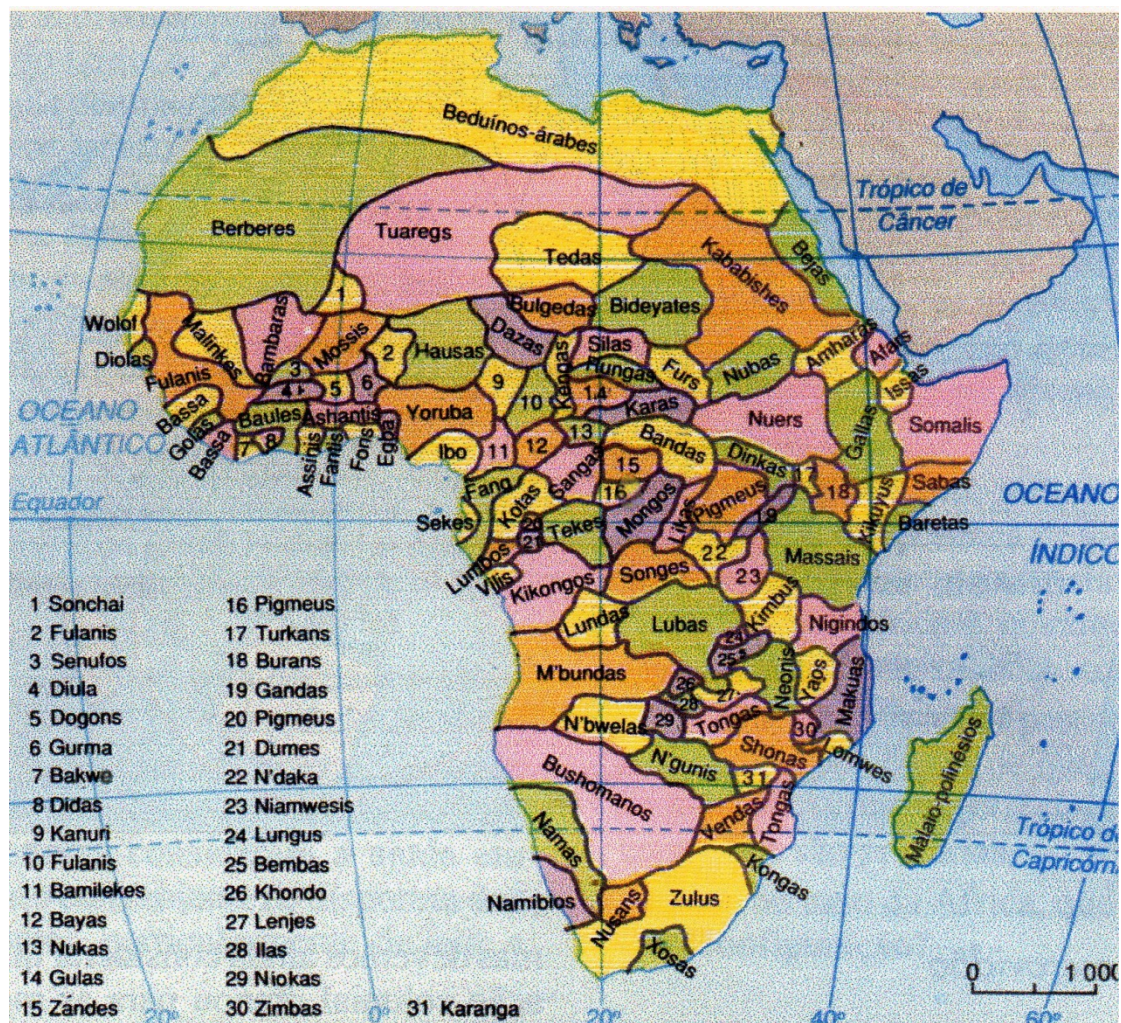 Beduínos-árabes
Trópico de
Câncer
Berberes
Tuaregs
Tedas
Kababishes
Bejas
1
Bulgedas
Bideyates
Wolof
Malinkes
Bambaras
Mossis
Hausas
Dazas
Silas
Amharas
Afars
Diolas
Fulanis
3
2
Kengas
Rungas
Furs
Nubas
Issas
4
5
6
9
10
14
OCEANO
ATLÂNTICO
Bassa
Golas
Bassa
Baules
Ashantis
Yoruba
Karas
Nuers
Gallas
Somalis
7
8
Assinis
Famis
Fons
Egba
Ibo
11
12
13
Bandas
Dinkas
Sangas
15
17
18
Sabas
Equador
Fang
Kotas
16
Mongos
Pigmeus
19
Kikuyus
OCEANO
Sekes
20
21
Tekes
Baretas
ÍNDICO
Lumbos
Vilis
Kikongos
Songes
22
23
Massais
Lundas
Lubas
Kimbus
Nigindos
24
25
M'bundas
Neonis
Yaps
Makuas
26
27
28
29
N'bwelas
Tongas
30
Shonas
Lomwes
Malaio-polinésios
Bushomanos
N'gunis
31
Namas
Vendas
Tongas
Trópico de
Capricórni
Kongas
Namíbios
Nusans
Zulus
Xosas
1 Sonchai
2 Fulanis
3 Senufos
4 Diula
5 Dogons
6 Gurma
7 Bakwe
8 Didas
9 Kanuri
10 Fulanis
11 Bamilekes
12 Bayas
13 Nukas
14 Gulas
15 Zandes
16 Pigmeus
17 Turkans
18 Burans
19 Gandas
20 Pigmeus
21 Dumes
22 N'daka
23 Niamwesis
24 Lungus
25 Bembas
26 Khondo
27 Lenjes
28 Ilas
29 Niokas
30 Zimbas
31 Karanga
0 1 000
20° 0° 20° 40° 60°